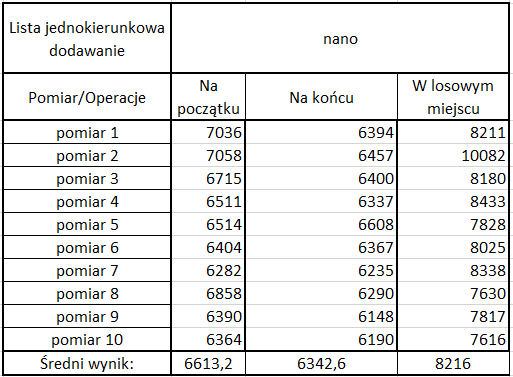 Lista jednokierunkowa
dodawanie
nano
Pomiar/Operacje
Na
początku
Na końcu
W losowym
miejscu
pomiar 1 7036 6394 8211
pomiar 2 7058 6457 10082
pomiar 3 6715 6400 8180
pomiar 4 6511 6337 8433
pomiar 5 6514 6608 7828
pomiar 6 6404 6367 8025
pomiar 7 6282 6235 8338
pomiar 8 6858 6290 7630
pomiar 9 6390 6148 7817
pomiar 10 6364 6190 7616
Średni wynik: 6613,2 6342,6 8216